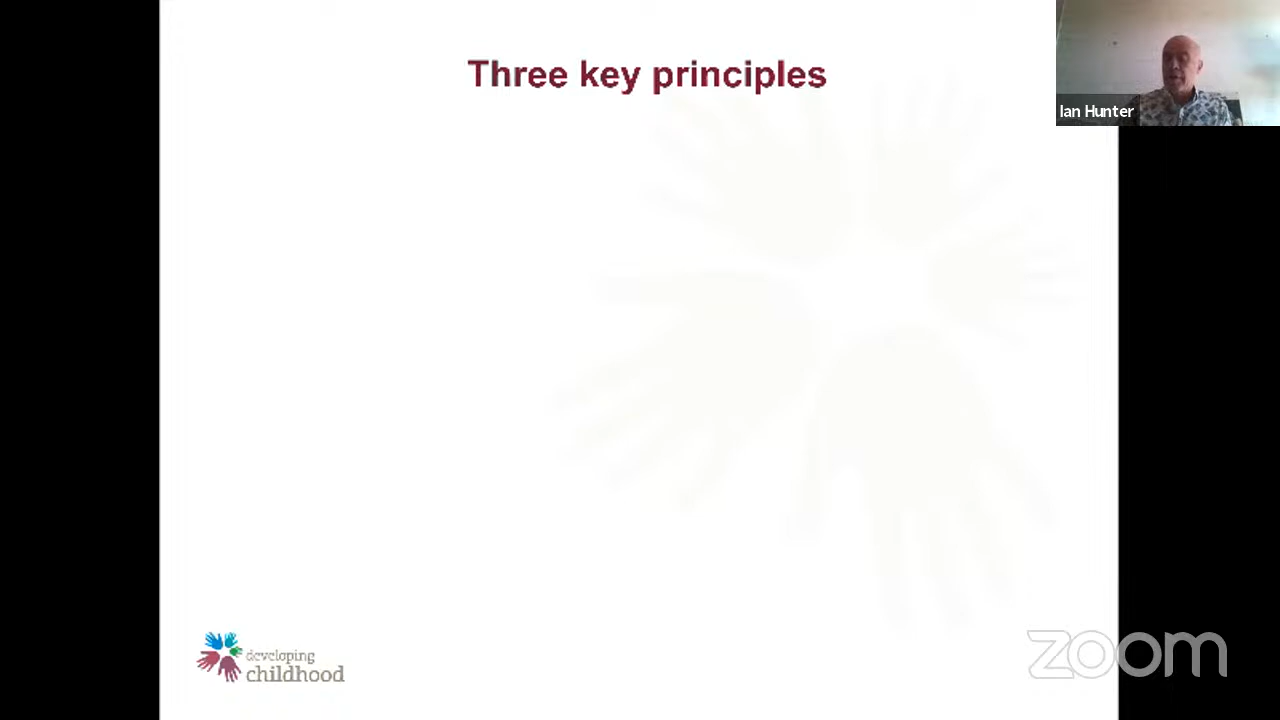 Three key principles
Ian Hunter
developing
childhood
zoom